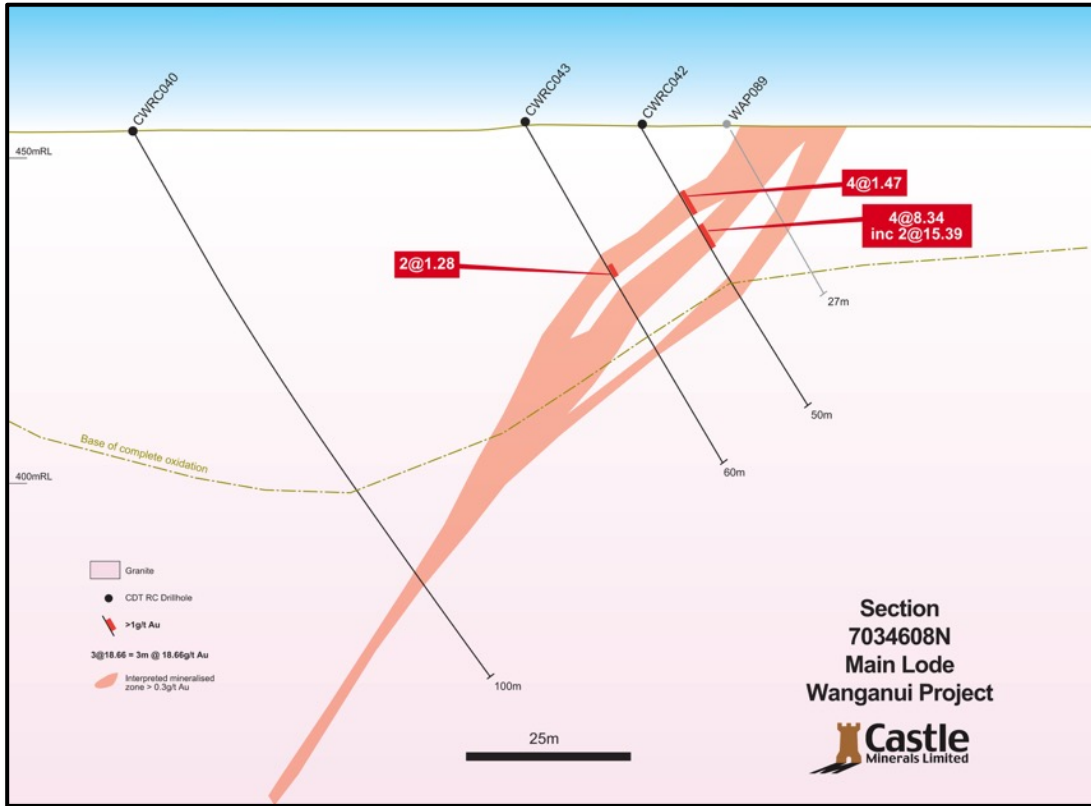 CWRC040
CWRC043
CWRC042
WAP089
450mRL
4@1.47
4@8.34
inc 2@15.39
2@1.28
27m
50m
Base of complete oxidation
60m
400mRL
Granite
CDT RC Drillhole
>1g/t Au
3@18.66 = 3m @ 18.66g/t Au
Interpreted mineralised
zone > 0.3g/t Au
100m
25m
Section
7034608N
Main Lode
Wanganui Project
Castle
Minerals Limited